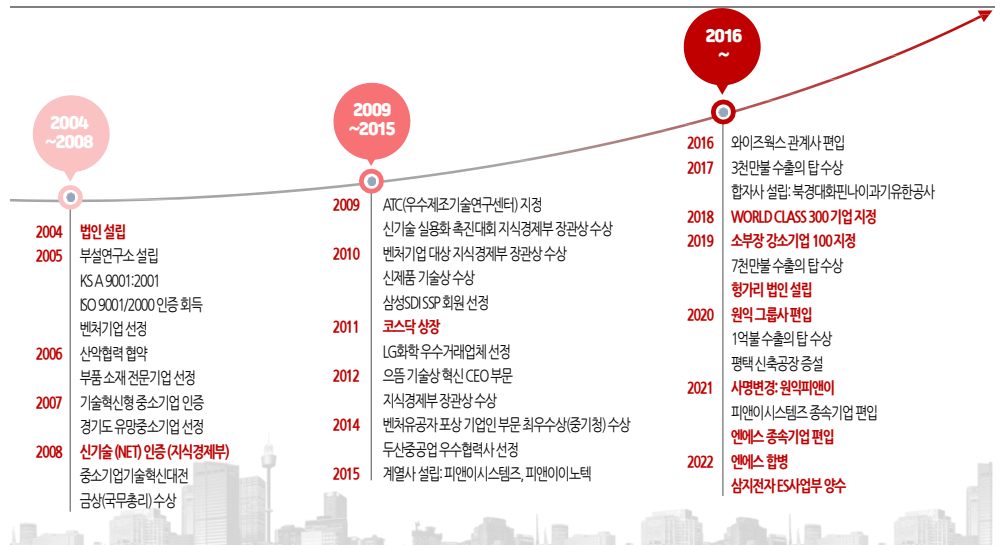 2004
~2008
2004 법인 설립
2005 부설연구소 설립
KS A 9001:2001
ISO 9001/2000 인증 회득
벤처기업 선정
2006 산악협력 협약
부품 소재 전문기업 선정
2007 기술혁신형 중소기업 인증
경기도 유망중소기업 선정
2008 신기술 (NET) 인증 (지식경제부)
중소기업기술혁신대전
금상(국무총리) 수상
2009
~2015
2009 ATC(우수제조기술연구센터) 지정
신기술 실용화 촉진대회 지식경제부 장관상 수상
2010 벤처기업 대상 지식경제부 장관상 수상
신제품 기술상 수상
삼성SDI SSP 회원 선정
2011 코스닥 상장
LG화학 우수거래업체 선정
2012 으뜸 기술상 혁신 CEO 부문
지식경제부 장관상 수상
2014 벤처유공자 포상 기업인 부문 최우수상(중기청) 수상
두산중공업 우수협력사 선정
2015 계열사 설립: 피앤이시스템즈, 피앤이이노텍
2016
~
2016 와이즈웍스 관계사 편입
2017 3천만불 수출의 탑 수상
합자사 설립: 북경대화핀나이과기유한공사
2018 WORLD CLASS 300 기업 지정
2019 소부장 강소기업 100 지정
7천만불 수출의 탑 수상
헝가리 법인 설립
2020 원익 그룹사 편입
1억불 수출의 탑 수상
평택 신축공장 증설
2021 사명변경: 원익피앤이
피앤이시스템즈 종속기업 편입
엔에스 종속기업 편입
2022 엔에스 합병
삼지전자 ES사업부 양수